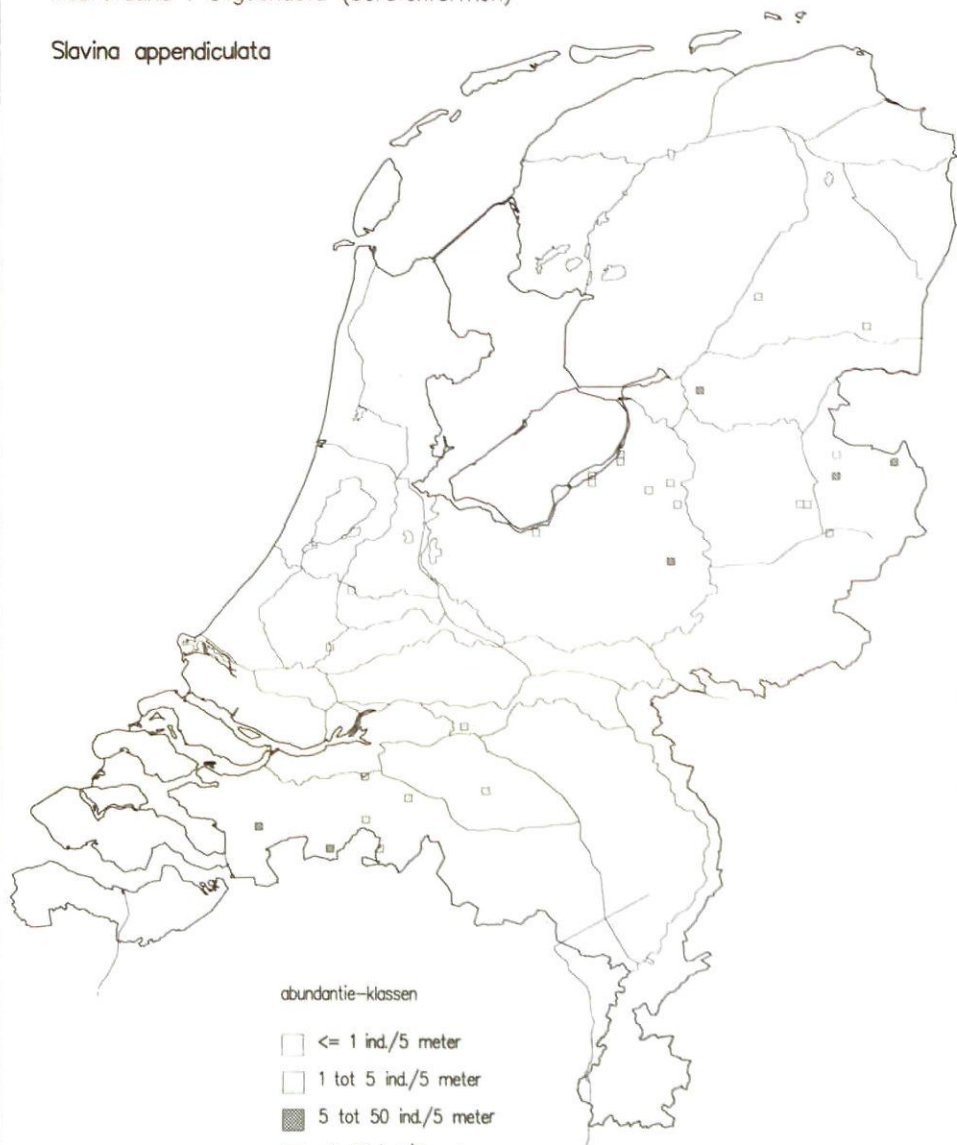 Slavina appendiculata
abundantie-klassen
<= 1 ind./5 meter
1 tot 5 ind./5 meter
5 tot 50 ind./5 meter